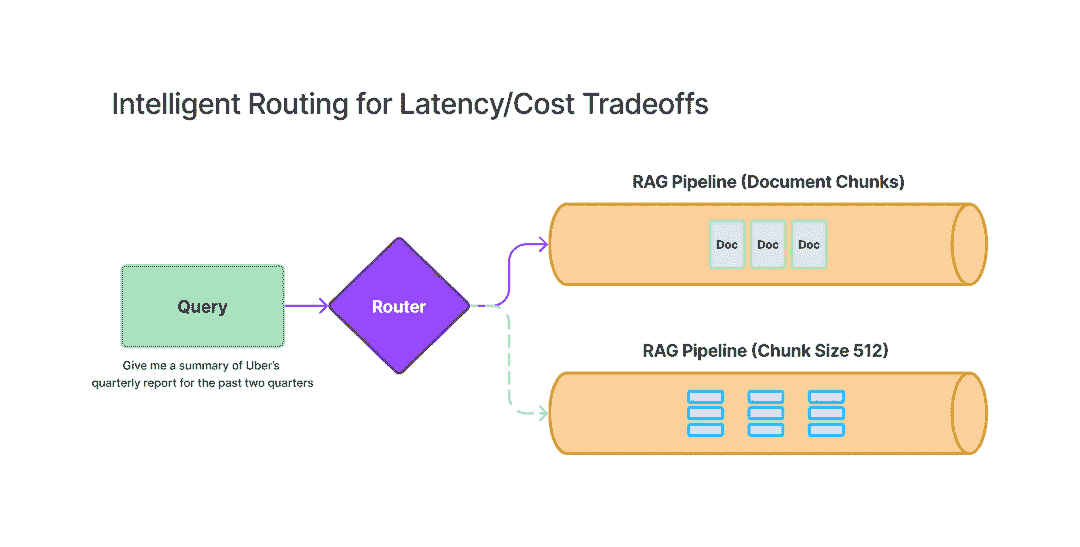 Intelligent Routing for Latency/Cost Tradeoffs
RAG Pipeline (Document Chunks)
Doc Doc Doc
Query
Router
Give me a summary of Uber's
quarterly report for the past two quarters
RAG Pipeline (Chunk Size 512)